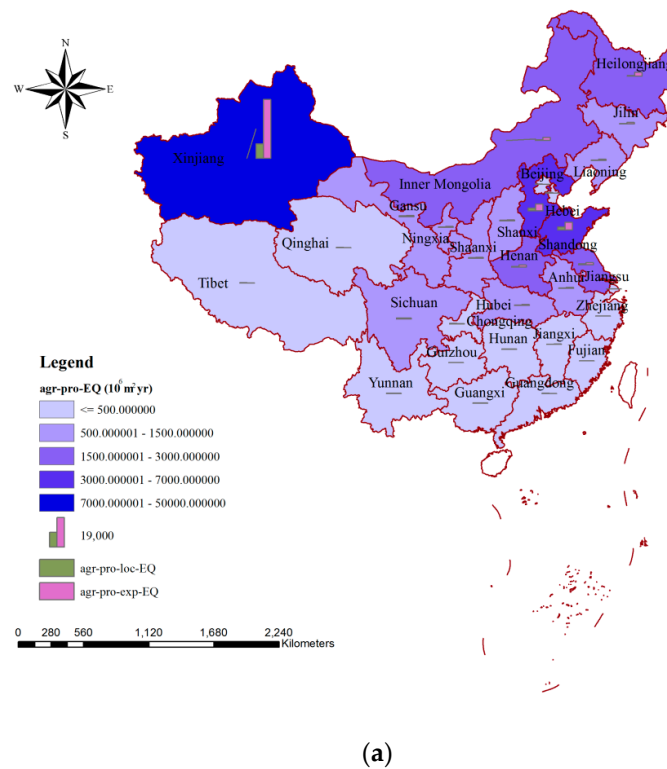 N
W E
S
Heilongjiang
Jilin
Liaoning
Beijing
Xinjiang
Inner Mongolia
Gansu
Hebei
Shanxi
Qinghai
Ningxia
Shaanxi
Shandong
Henan
Jiangsu
Anhui
Tibet
Sichuan
Hubei
Zhejiang
Chongqing
Hunan
Jiangxi
Guizhou
Fujian
Yunnan
Guangxi
Guangdong
Legend
agr-pro-EQ (10⁶ m³yr)
<= 500.000000
500.000001 - 1500.000000
1500.000001 - 3000.000000
3000.000001 - 7000.000000
7000.000001 - 50000.000000
19,000
agr-pro-loc-EQ
agr-pro-exp-EQ
0 280 560 1,120 1,680 2,240
Kilometers
(a)